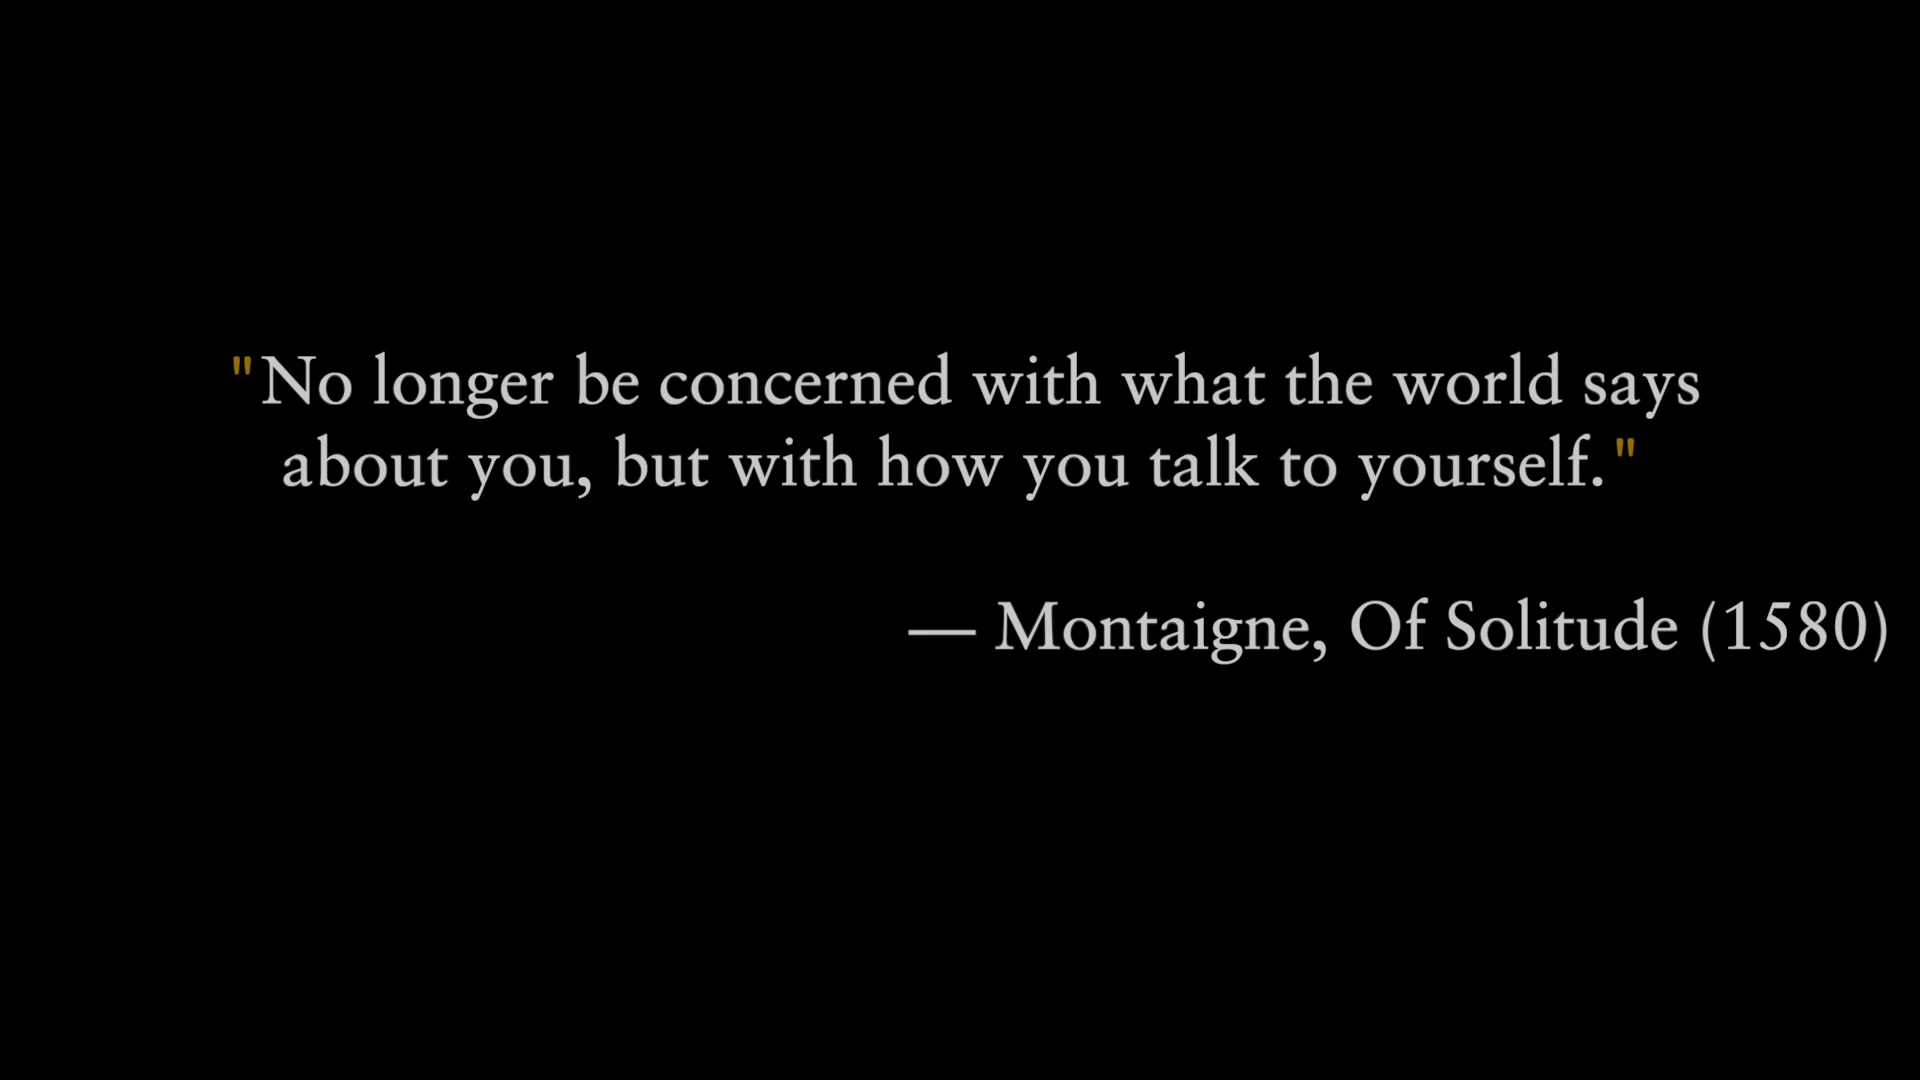 "No longer be concerned with what the world says
about you, but with how you talk to yourself."
— Montaigne, Of Solitude (1580)